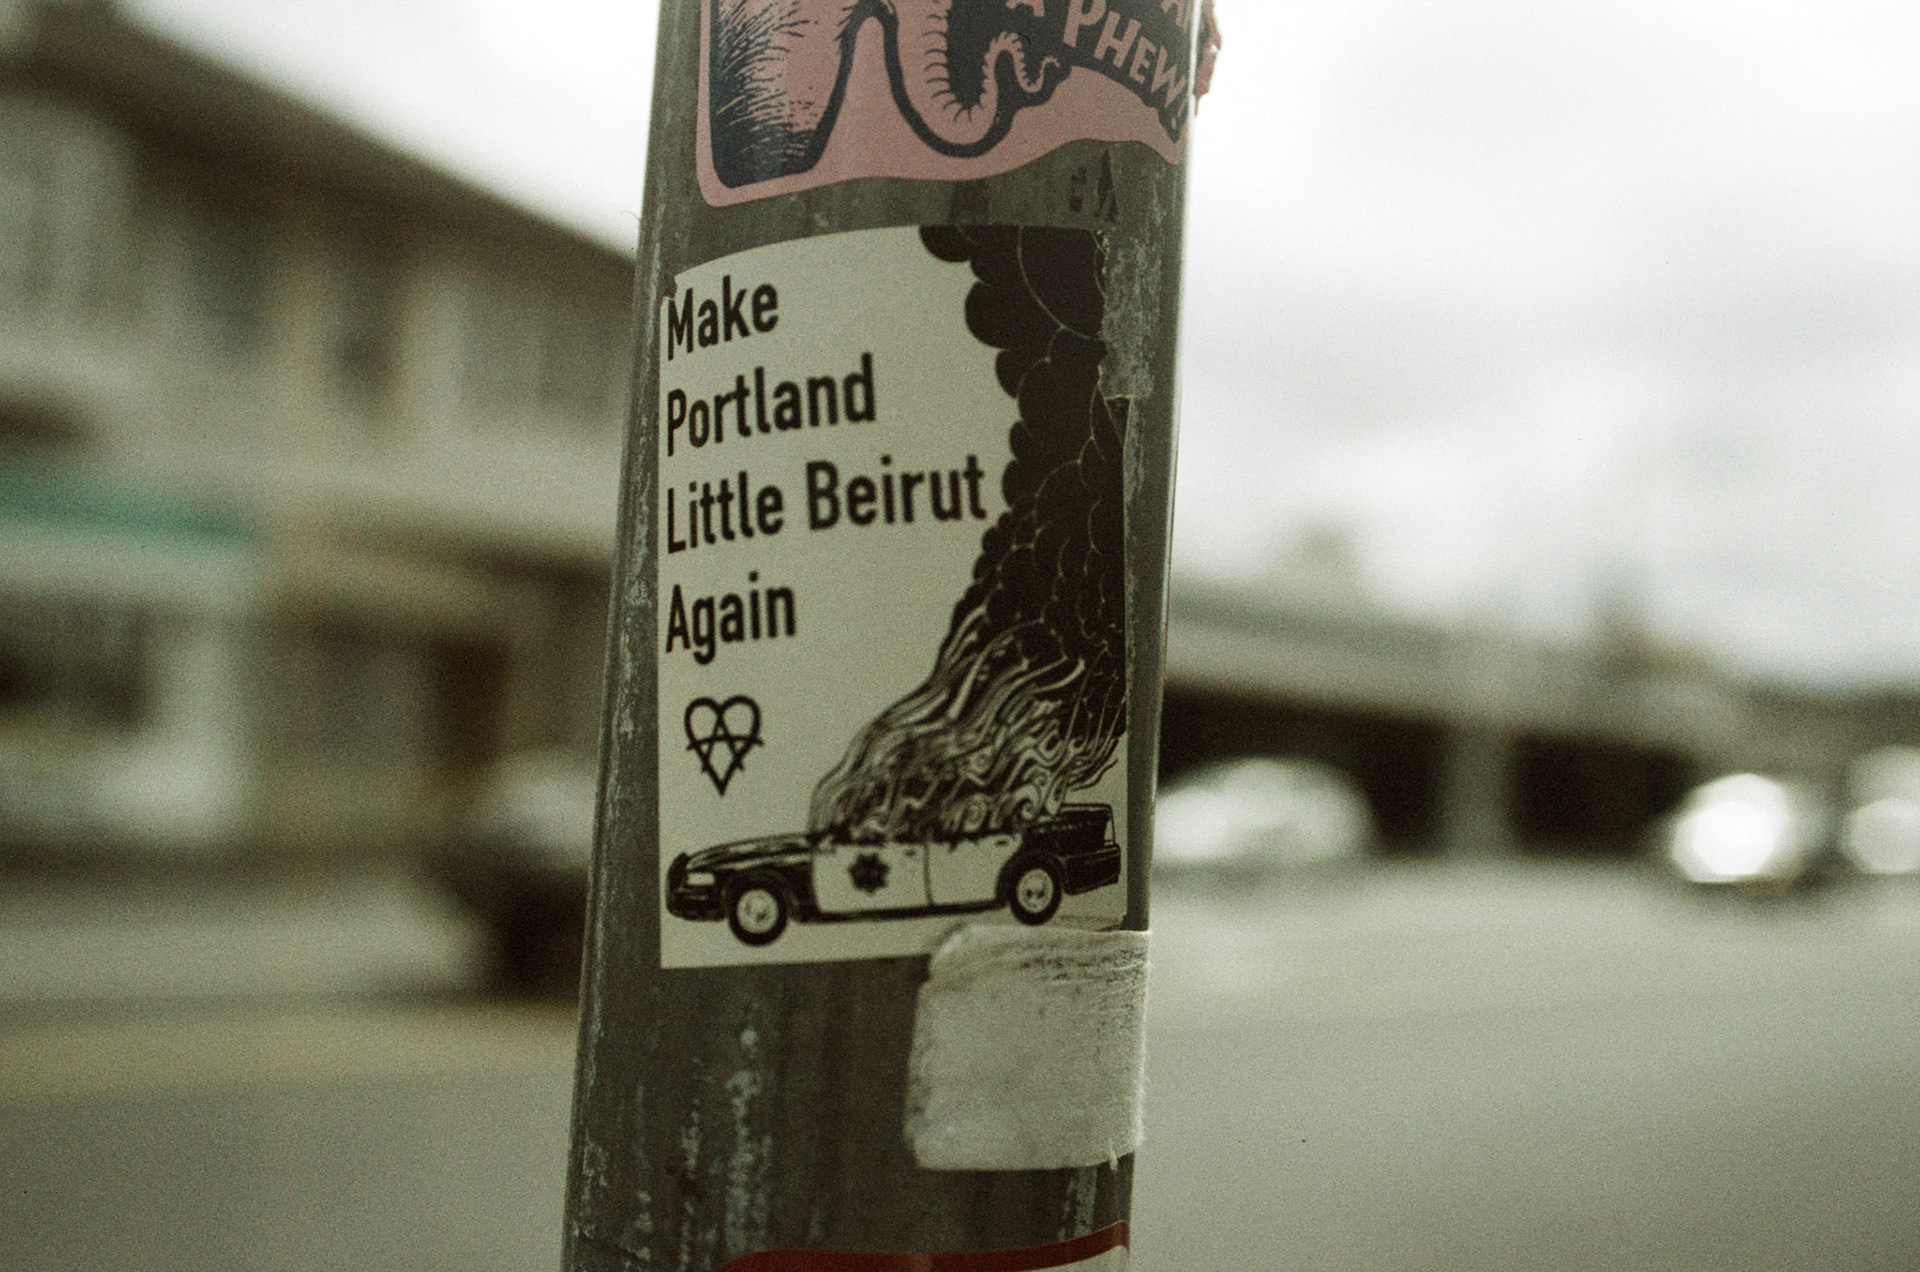 A PHEW!
Make
Portland
Little Beirut
Again